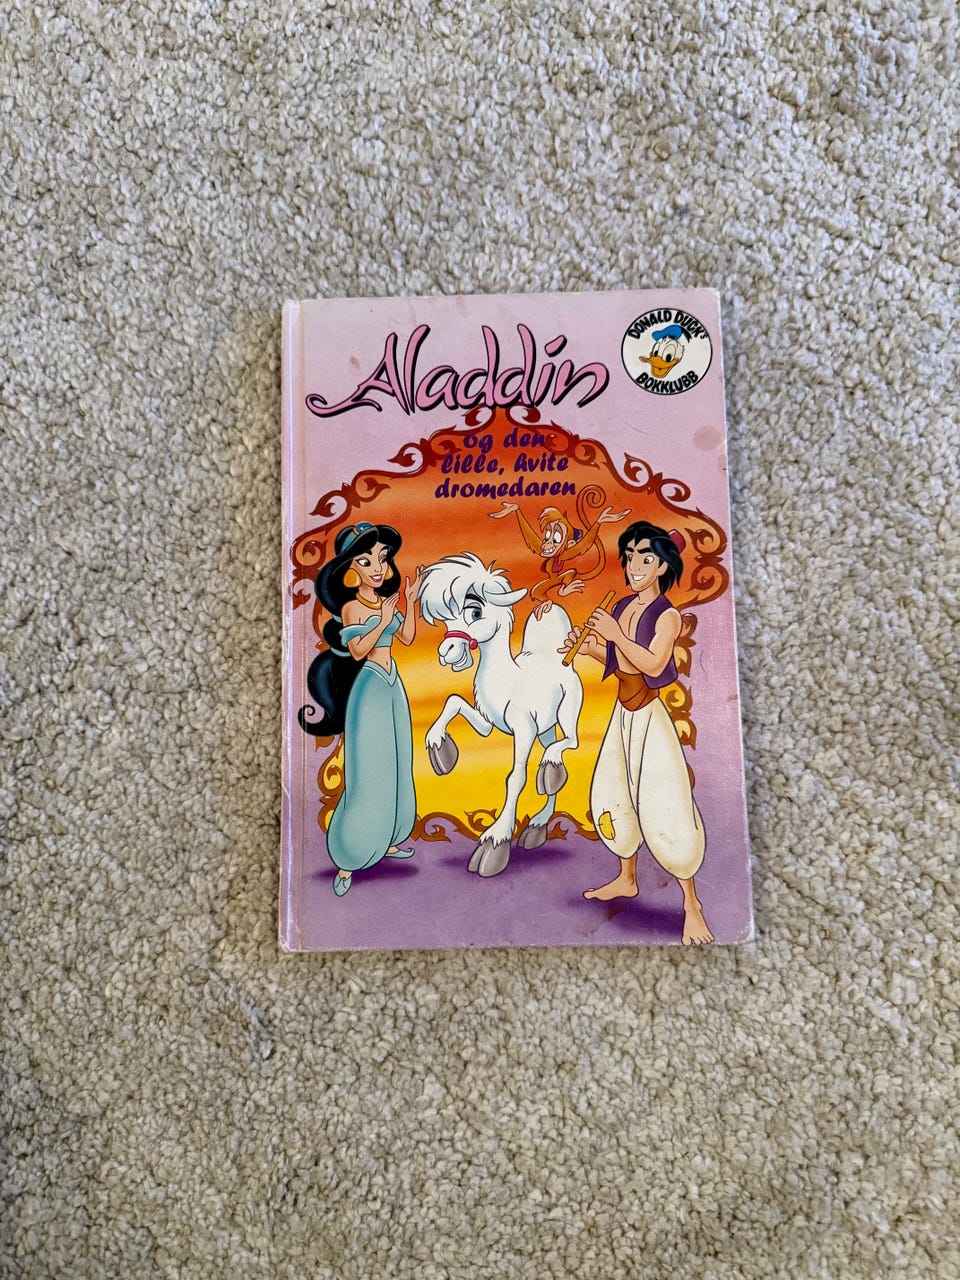 Aladdin
og den
lille, hvite
dromedaren
DONALD DUCK's
BOKKLUBB